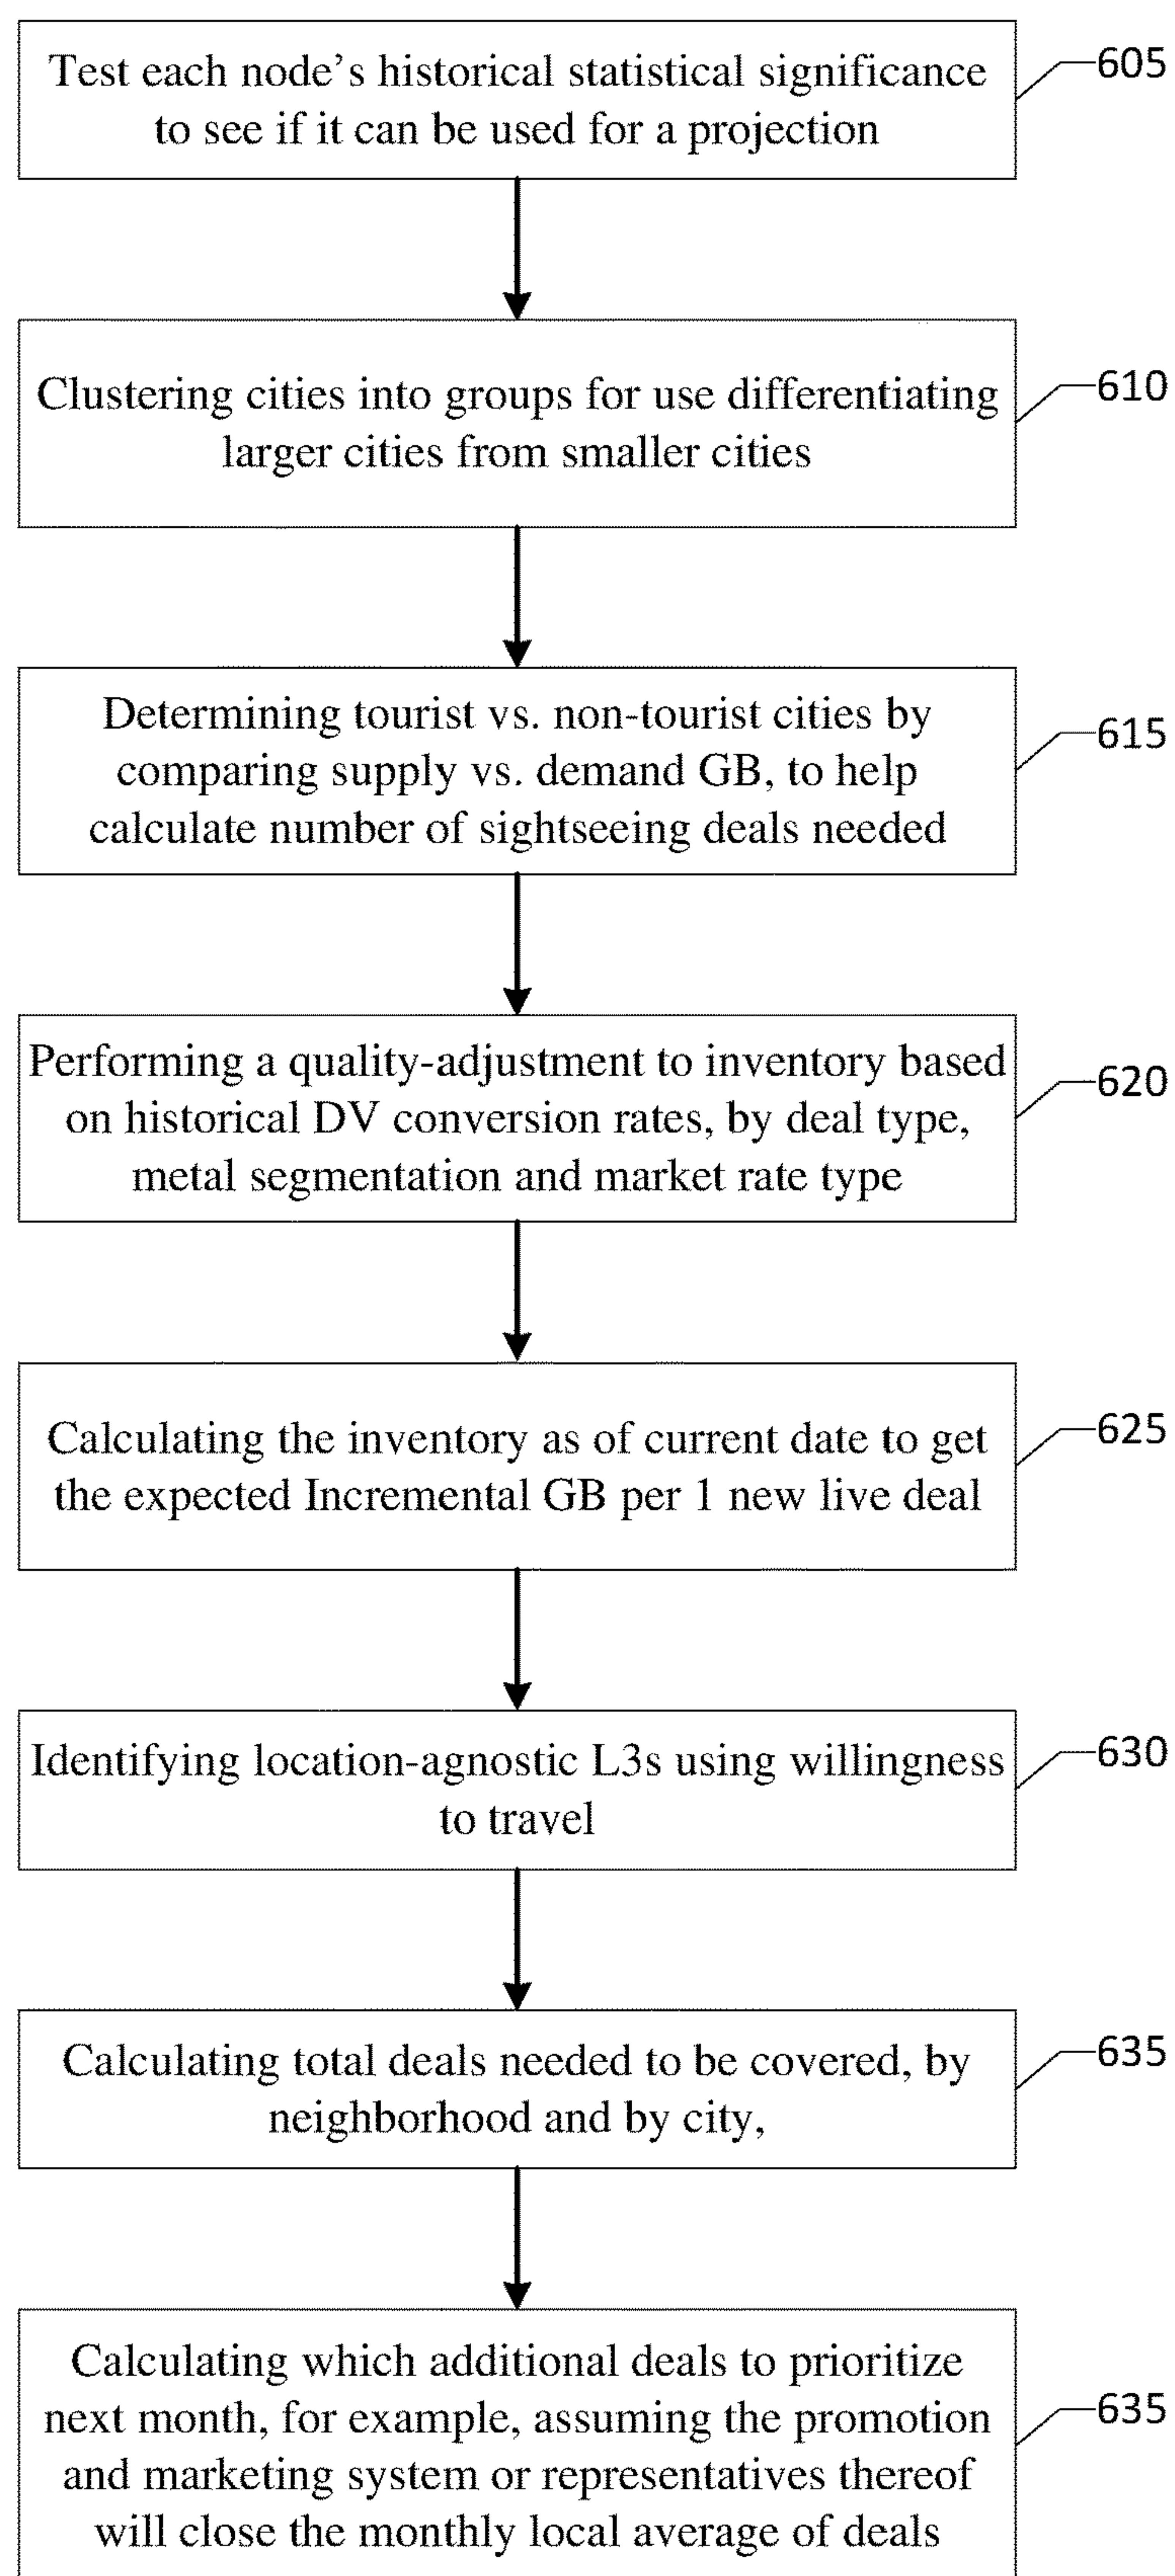 Test each node’s historical statistical significance
to see if it can be used for a projection
605
Clustering cities into groups for use differentiating
larger cities from smaller cities
610
Determining tourist vs. non-tourist cities by
comparing supply vs. demand GB, to help
calculate number of sightseeing deals needed
615
Performing a quality-adjustment to inventory based
on historical DV conversion rates, by deal type,
metal segmentation and market rate type
620
Calculating the inventory as of current date to get
the expected Incremental GB per 1 new live deal
625
Identifying location-agnostic L3s using willingness
to travel
630
Calculating total deals needed to be covered, by
neighborhood and by city,
635
Calculating which additional deals to prioritize
next month, for example, assuming the promotion
and marketing system or representatives thereof
will close the monthly local average of deals
635